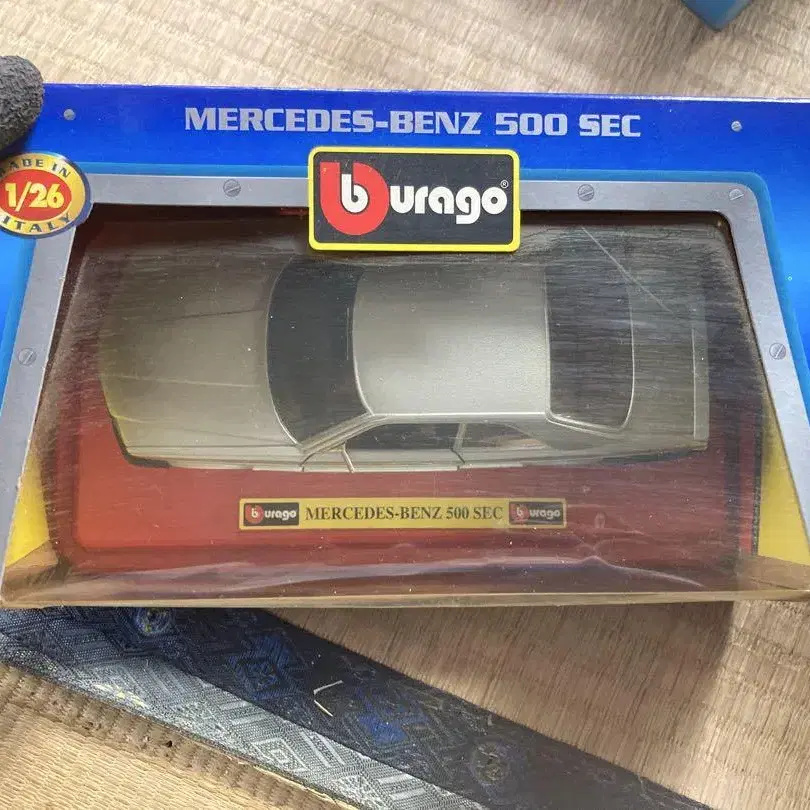 MERCEDES-BENZ 500 SEC
MADE IN
1/26
ITALY
burago®
burago MERCEDES-BENZ 500 SEC burago